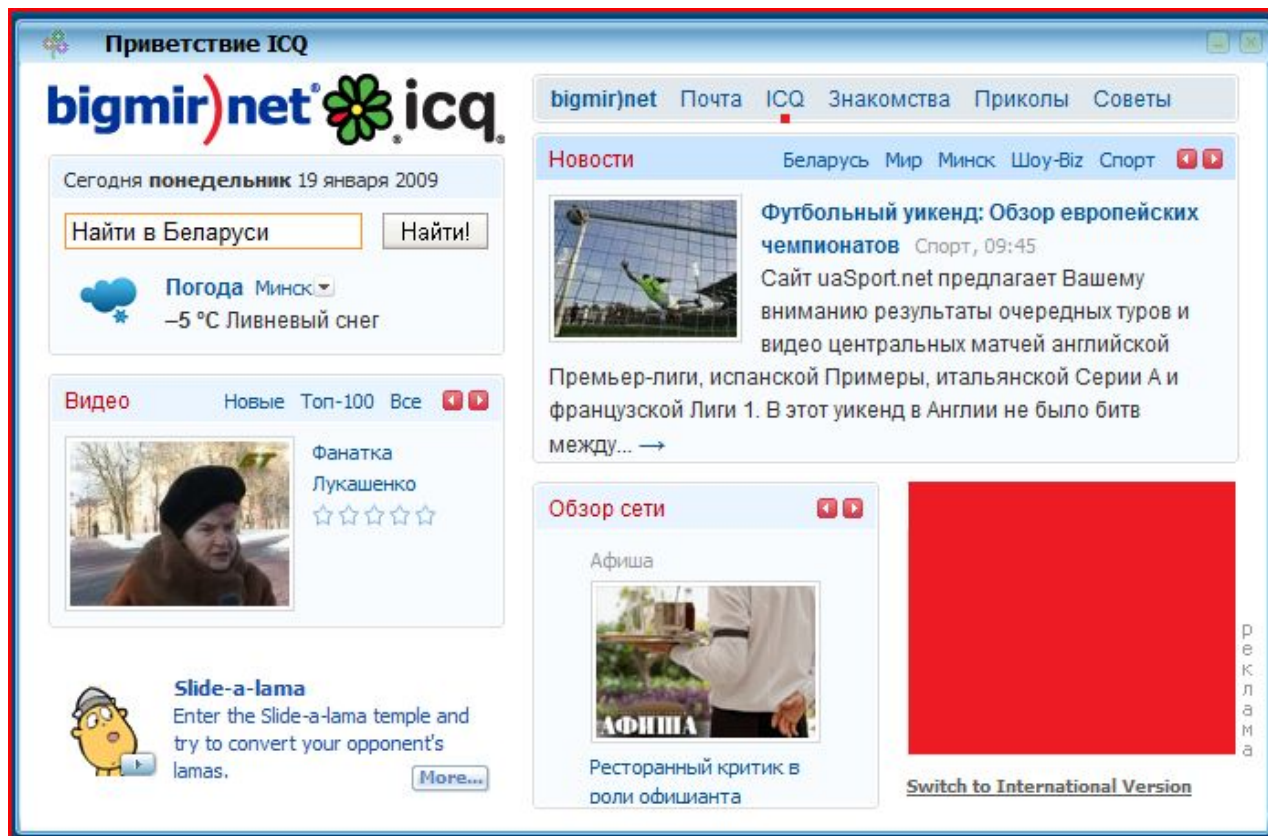 Приветствие ICQ
bigmir)net icq
bigmir)net Почта ICQ Знакомства Приколы Советы
Сегодня понедельник 19 января 2009
Найти в Беларуси Найти!
Погода Минск
–5 °C Ливневый снег
Новости Беларусь Мир Минск Шоу-Biz Спорт
Футбольный уикенд: Обзор европейских
чемпионатов Спорт, 09:45
Сайт uaSport.net предлагает Вашему
вниманию результаты очередных туров и
видео центральных матчей английской
Премьер-лиги, испанской Примеры, итальянской Серии А и
французской Лиги 1. В этот уикенд в Англии не было битв
между... →
Видео Новые Топ-100 Все
БТ
Фанатка
Лукашенко
Обзор сети
Афиша
АФИША
Ресторанный критик в
роли официанта
реклама
Slide-a-lama
Enter the Slide-a-lama temple and
try to convert your opponent's
lamas.
More...
Switch to International Version